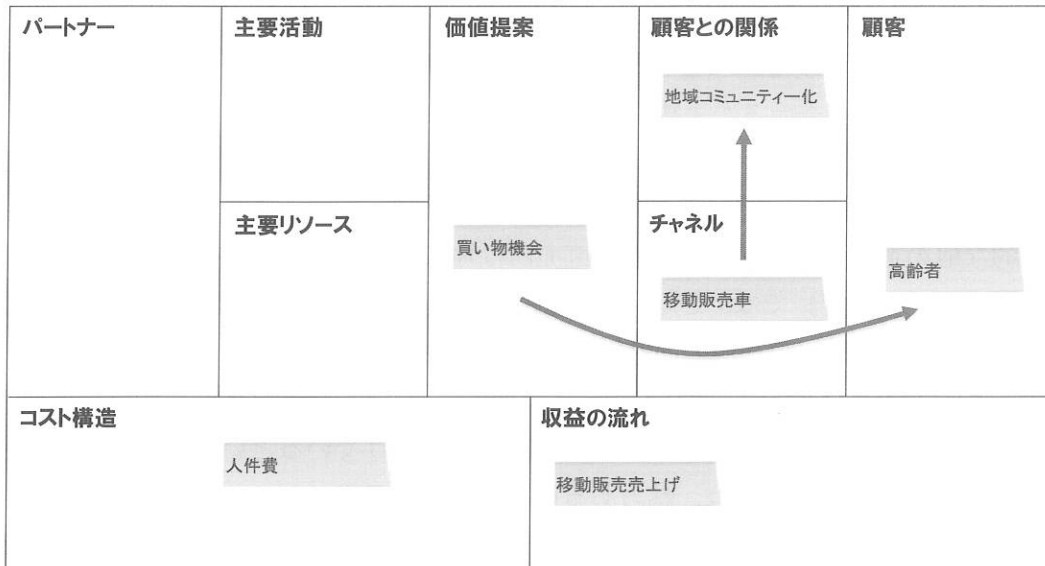 パートナー
主要活動
価値提案
顧客との関係
顧客
地域コミュニティー化
主要リソース
チャネル
買い物機会
高齢者
移動販売車
コスト構造
収益の流れ
人件費
移動販売売上げ